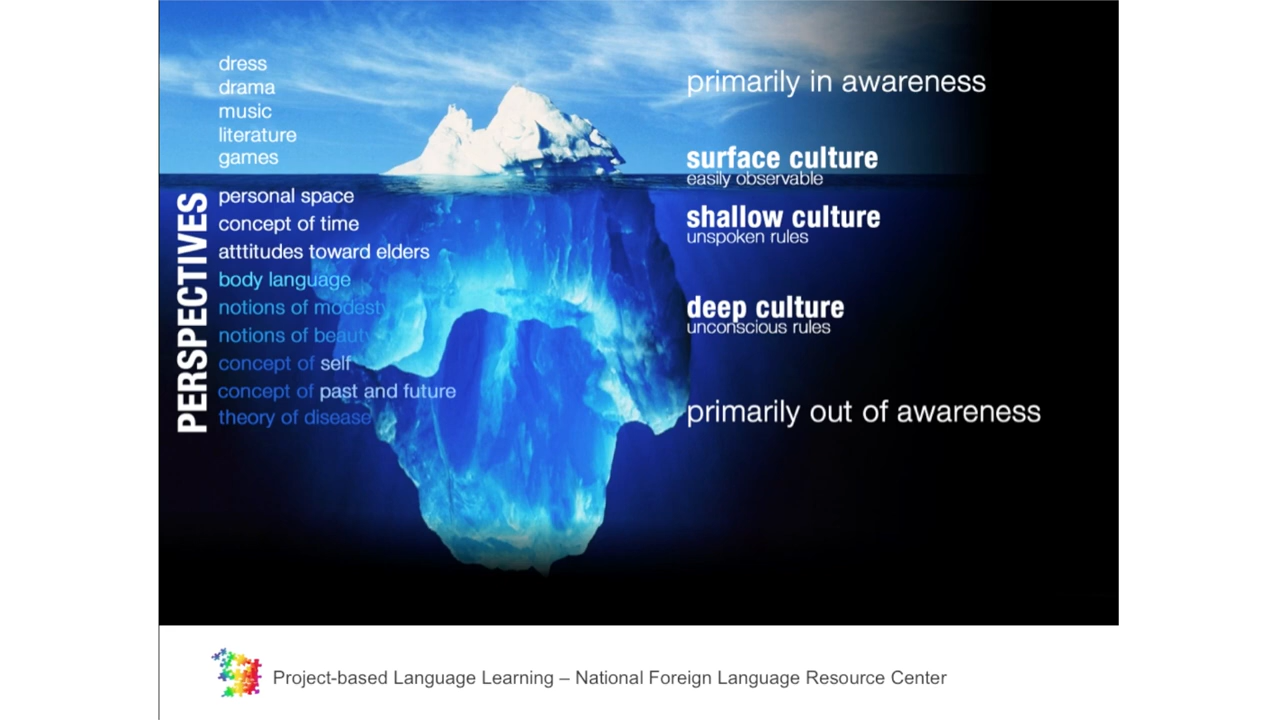 dress
drama
music
literature
games
PERSPECTIVES
personal space
concept of time
atttitudes toward elders
body language
notions of modesty
notions of beauty
concept of self
concept of past and future
theory of disease
primarily in awareness
surface culture
easily observable
shallow culture
unspoken rules
deep culture
unconscious rules
primarily out of awareness
Project-based Language Learning – National Foreign Language Resource Center